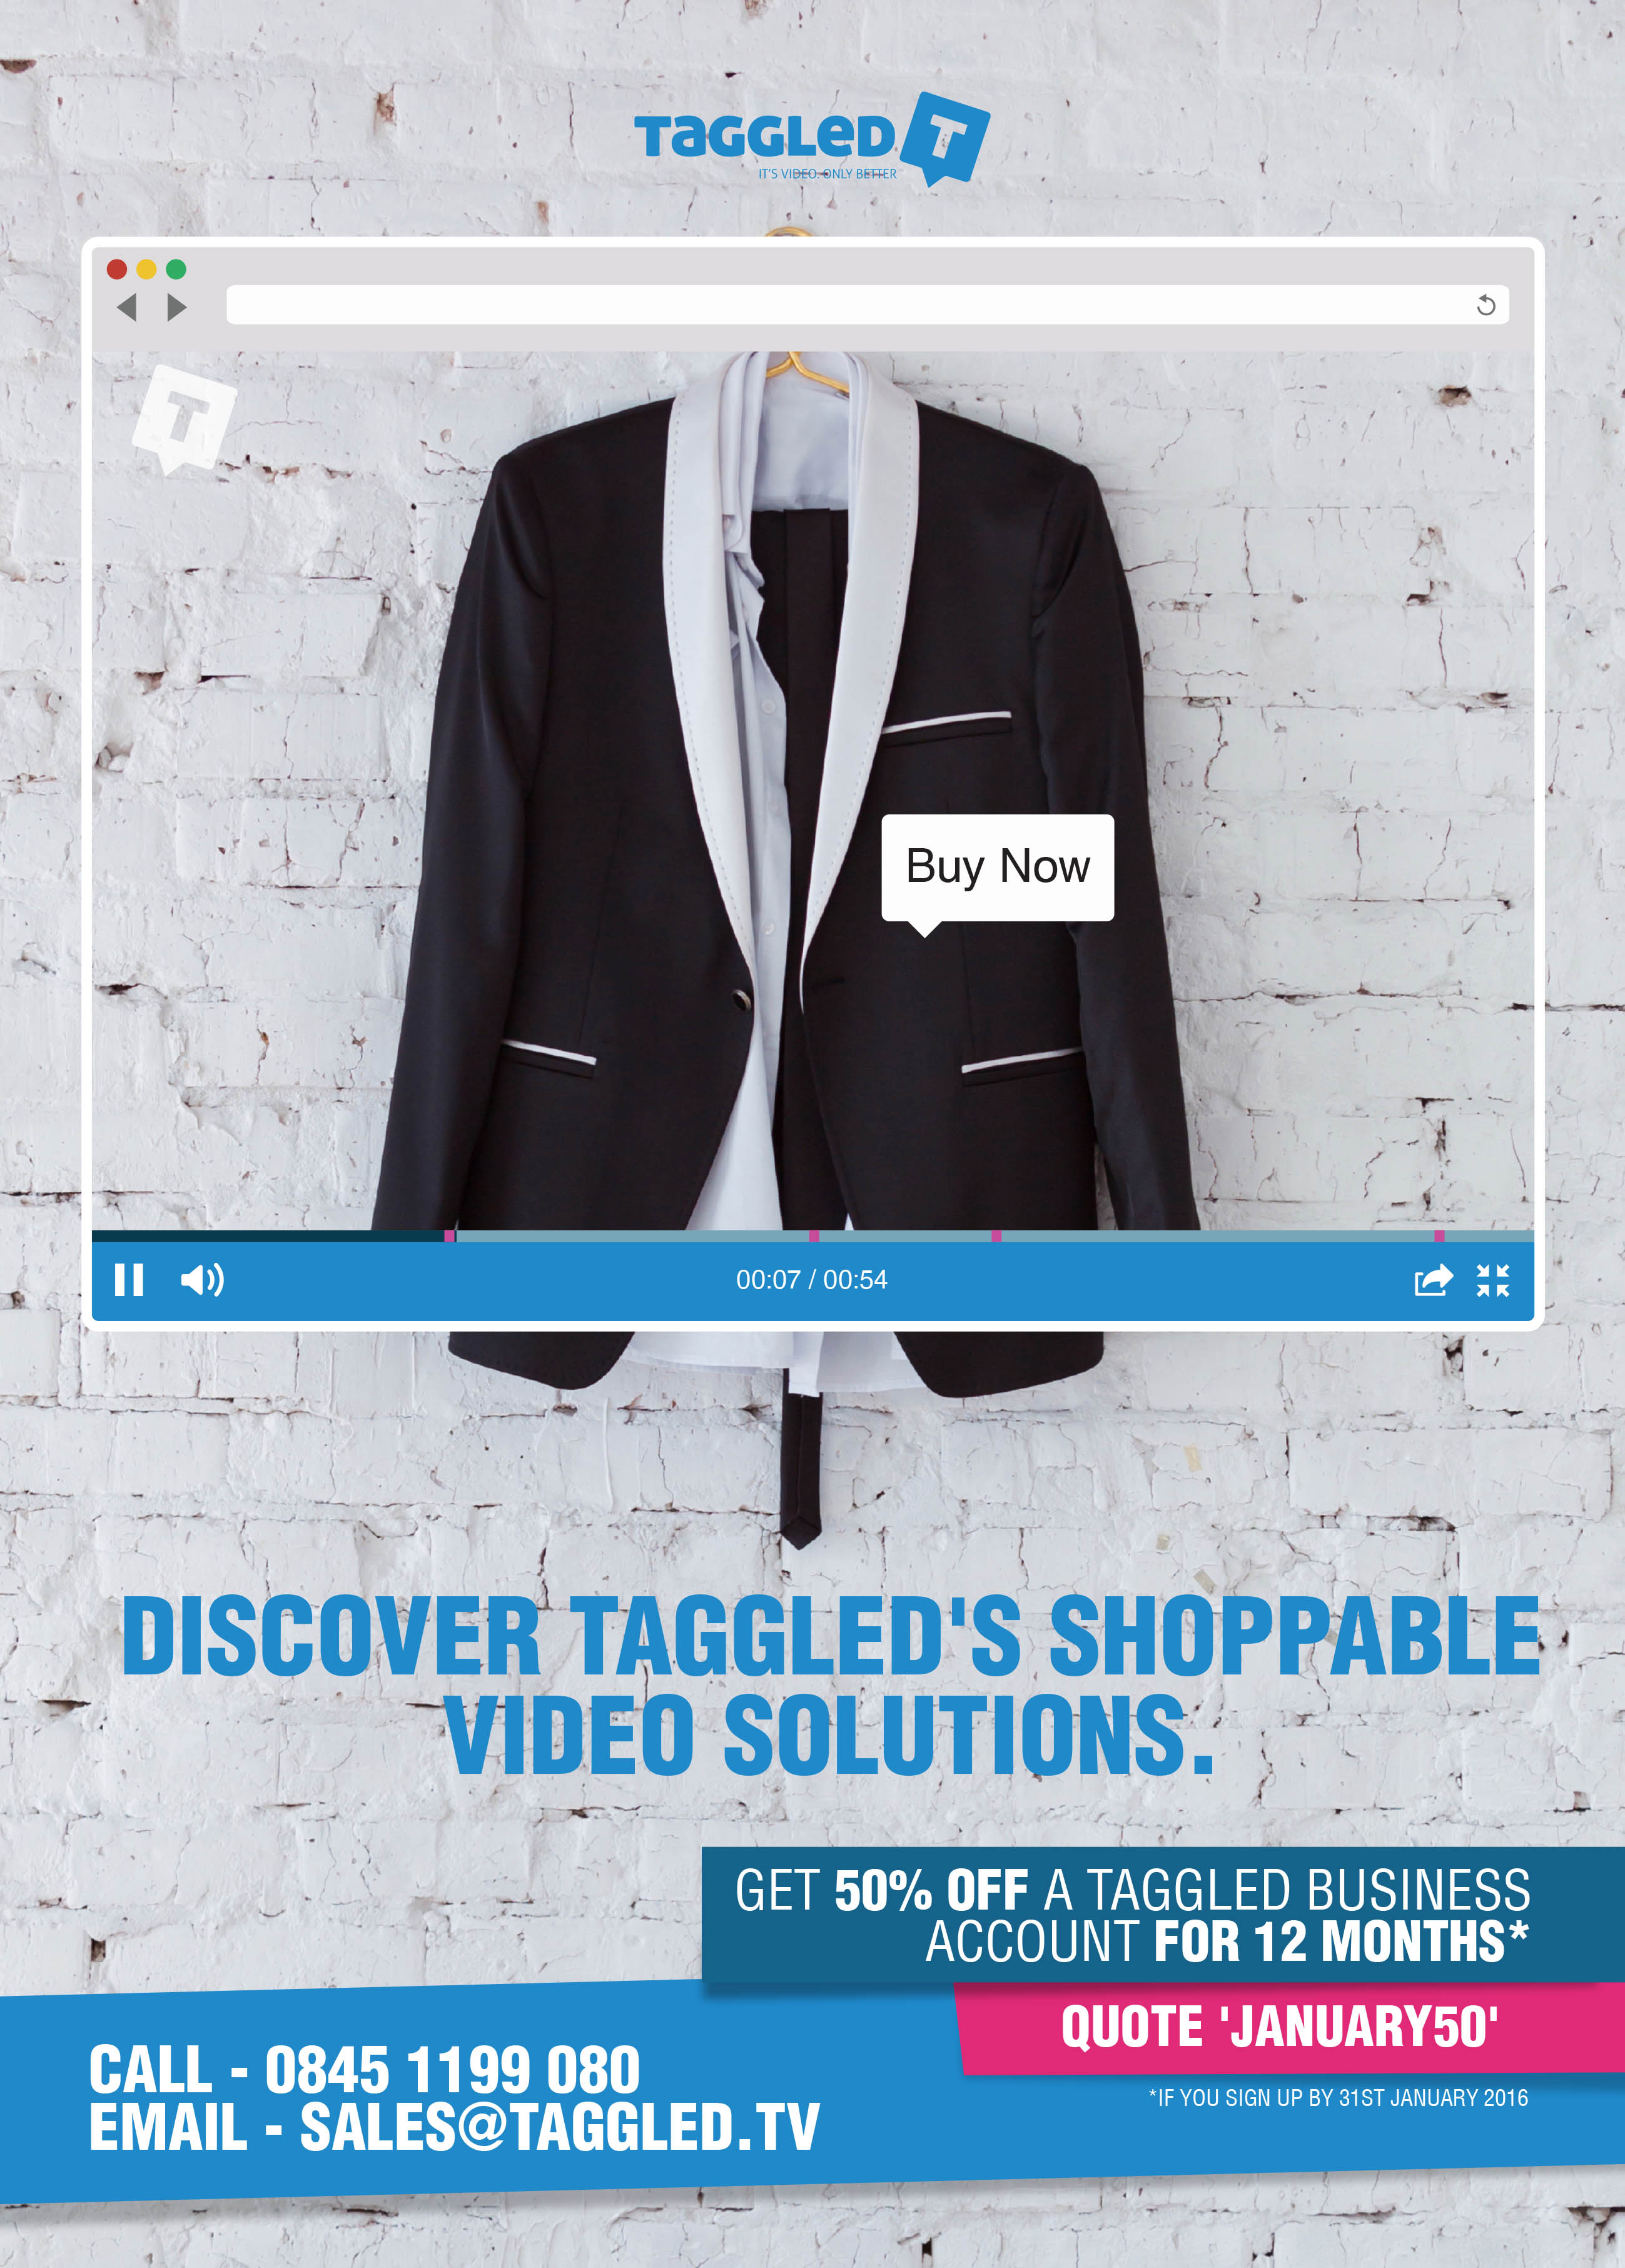 TaGGLeD T
IT'S VIDEO. ONLY BETTER
T
Buy Now
00:07 / 00:54
DISCOVER TAGGLED'S SHOPPABLE
VIDEO SOLUTIONS.
GET 50% OFF A TAGGLED BUSINESS
ACCOUNT FOR 12 MONTHS*
QUOTE 'JANUARY50'
*IF YOU SIGN UP BY 31ST JANUARY 2016
CALL - 0845 1199 080
EMAIL - SALES@TAGGLED.TV